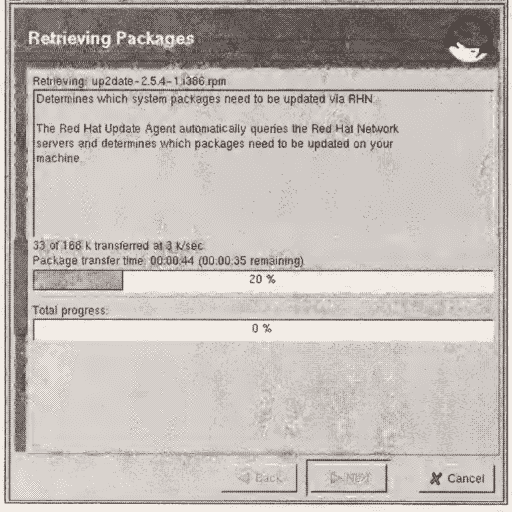 Retrieving Packages
Retrieving: up2date-2.5.4-1.i386.rpm
Determines which system packages need to be updated via RHN.
The Red Hat Update Agent automatically queries the Red Hat Network
servers and determines which packages need to be updated on your
machine.
33 of 168 k transferred at 3 k/sec
Package transfer time: 00:00:44 (00:00:35 remaining)
20 %
Total progress:
0 %
Back
Next
Cancel